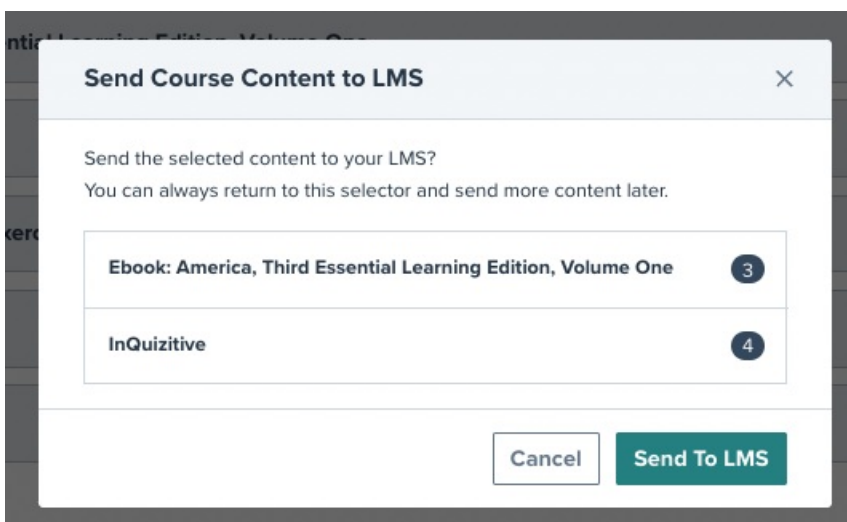 Send Course Content to LMS
Send the selected content to your LMS?
You can always return to this selector and send more content later.
Ebook: America, Third Essential Learning Edition, Volume One 3
InQuizitive 4
Cancel Send To LMS